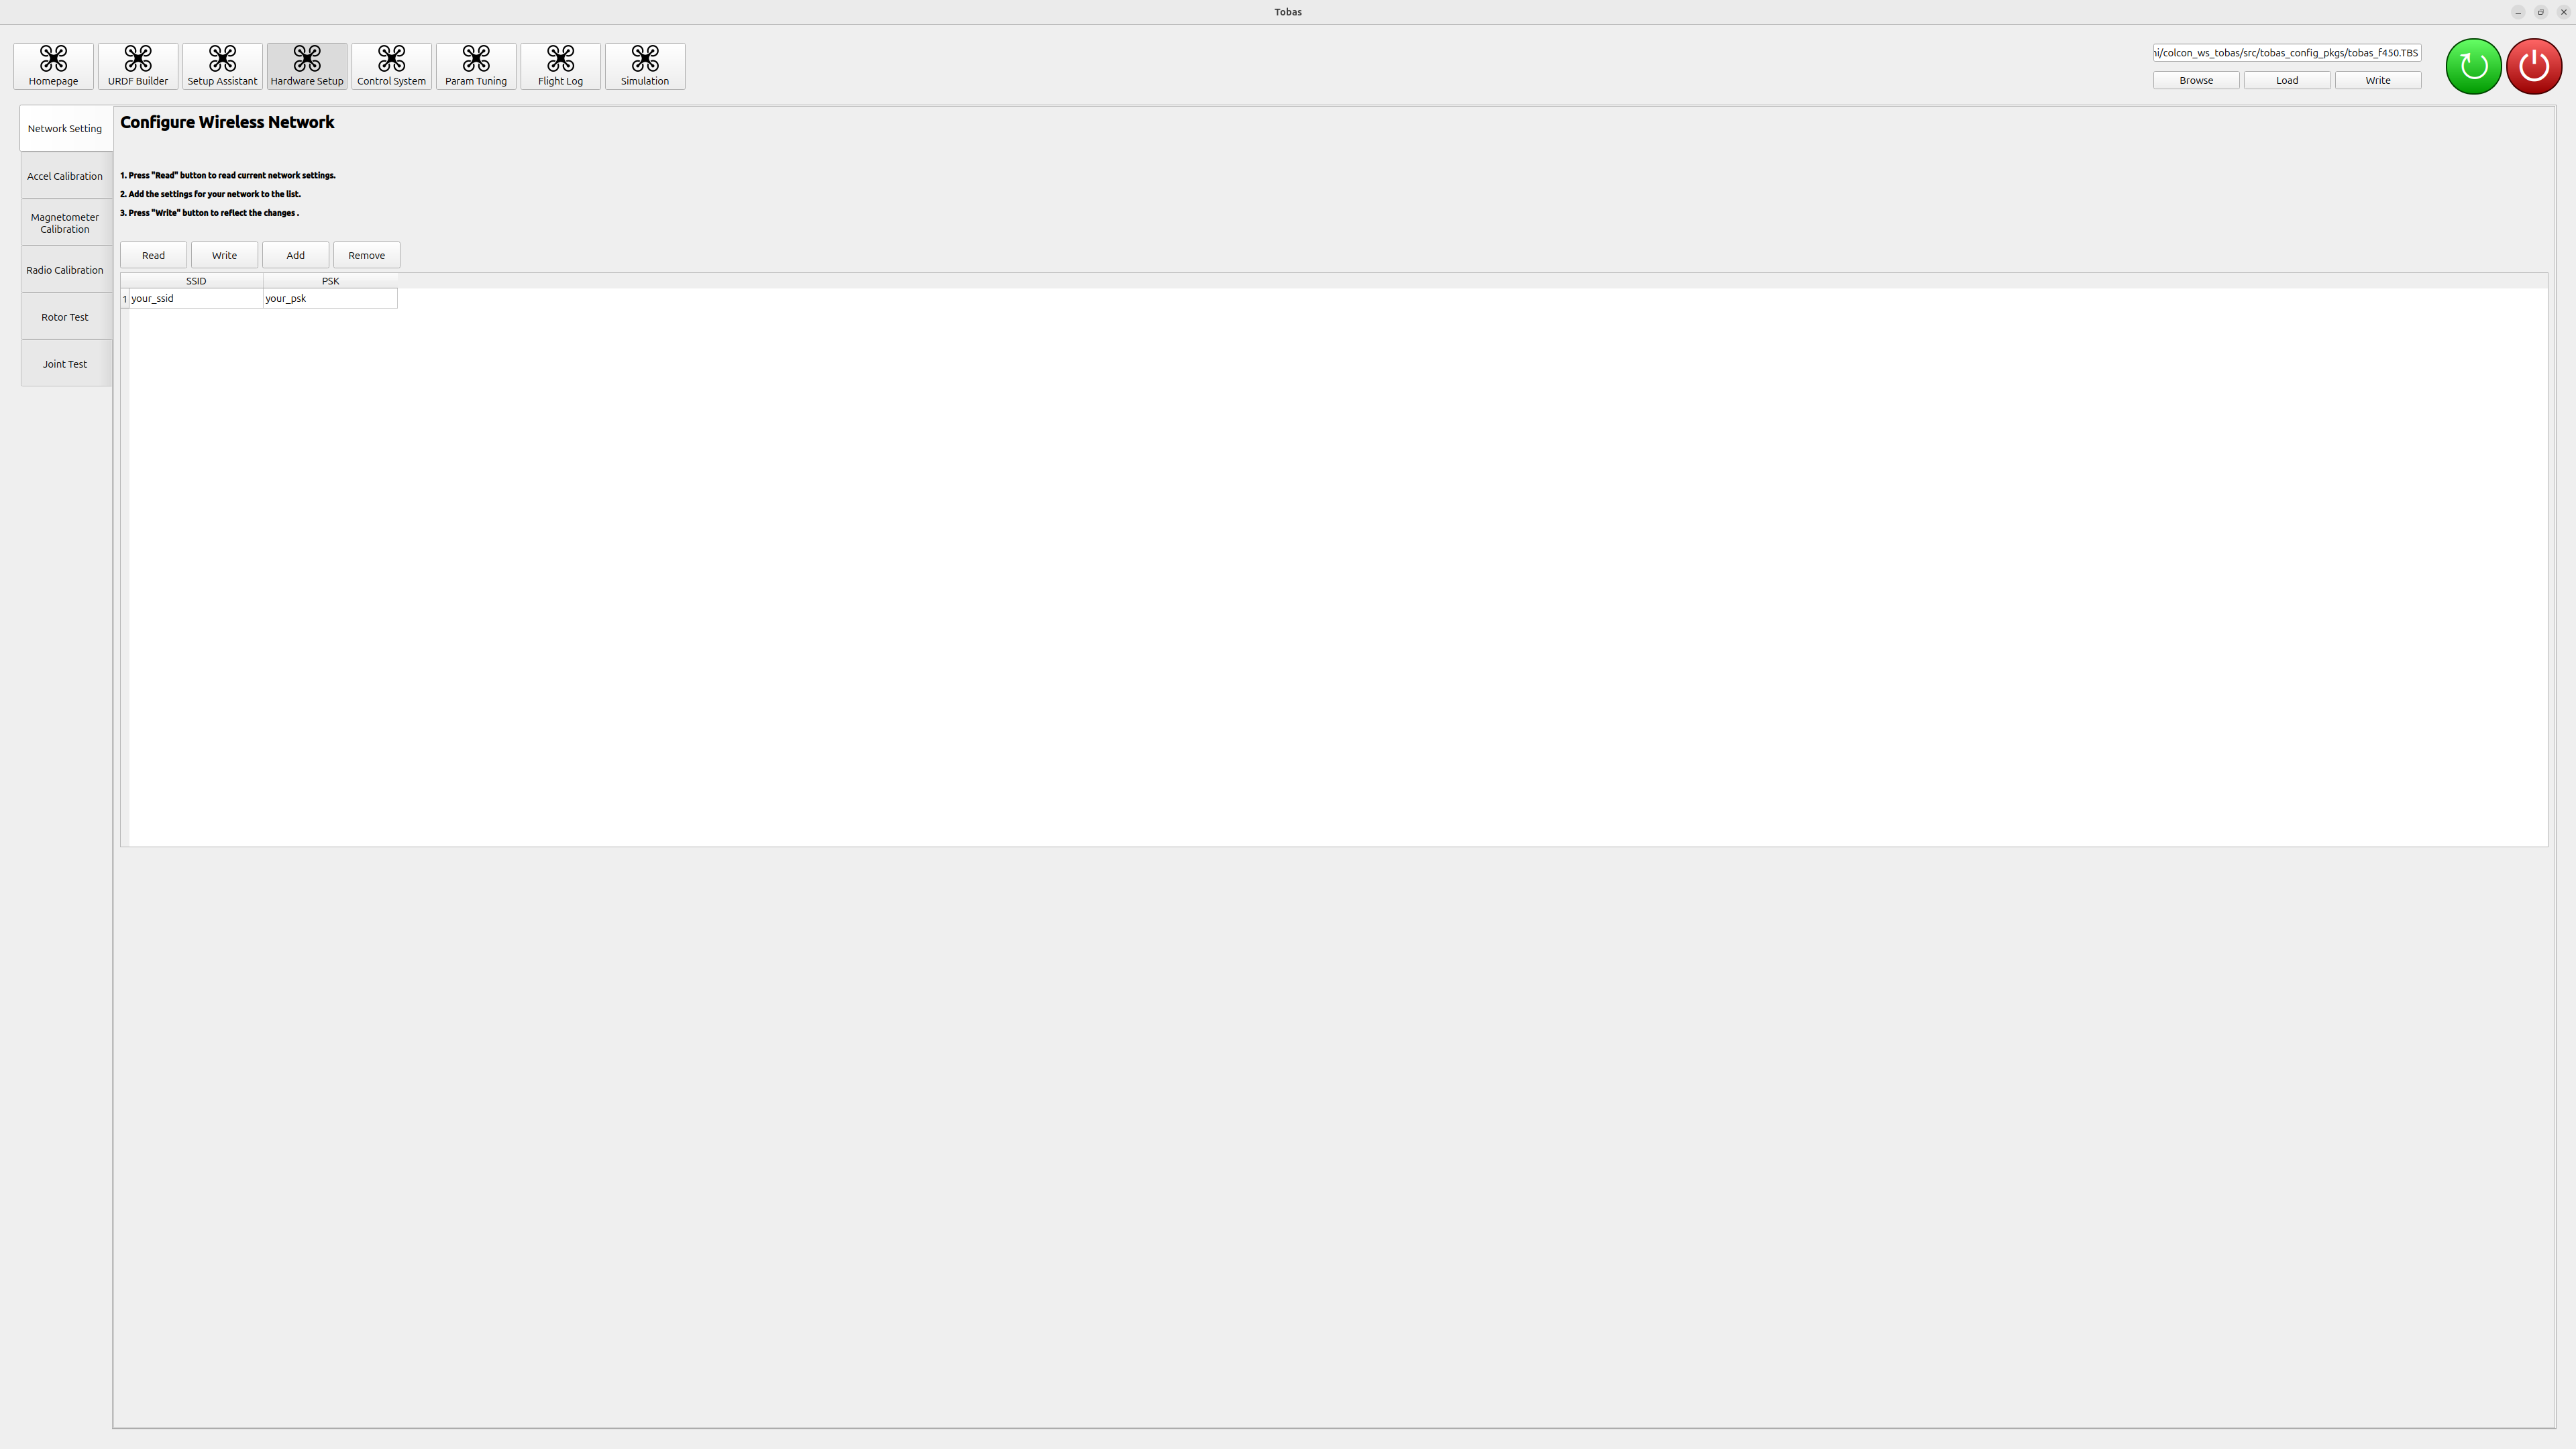 Tobas
Homepage
URDF Builder
Setup Assistant
Hardware Setup
Control System
Param Tuning
Flight Log
Simulation
i/colcon_ws_tobas/src/tobas_config_pkgs/tobas_f450.TBS
Browse
Load
Write
Network Setting
Accel Calibration
Magnetometer
Calibration
Radio Calibration
Rotor Test
Joint Test
Configure Wireless Network
1. Press "Read" button to read current network settings.
2. Add the settings for your network to the list.
3. Press "Write" button to reflect the changes .
Read
Write
Add
Remove
SSID
PSK
1
your_ssid
your_psk